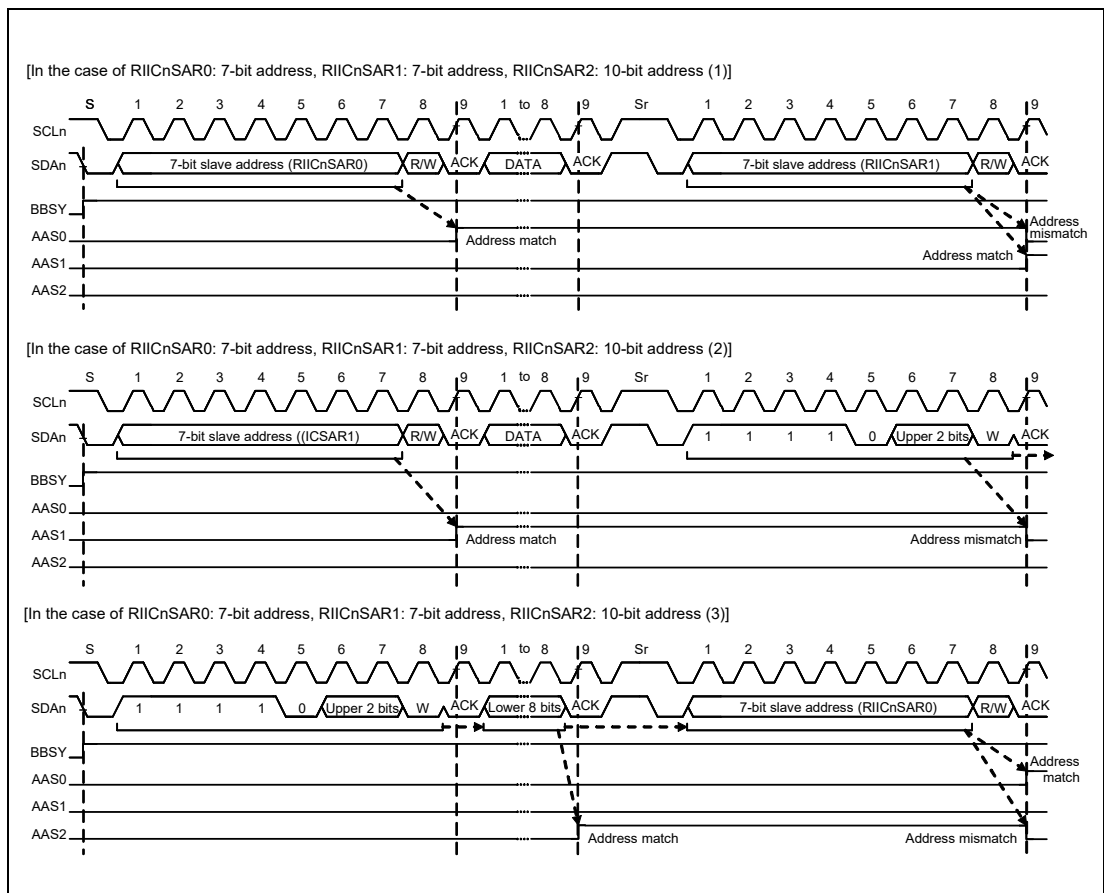 [In the case of RIICnSAR0: 7-bit address, RIICnSAR1: 7-bit address, RIICnSAR2: 10-bit address (1)]
S 1 2 3 4 5 6 7 8 9 1 to 8 9 Sr 1 2 3 4 5 6 7 8 9
SCLn
SDAn 7-bit slave address (RIICnSAR0) R/W ACK DATA ACK 7-bit slave address (RIICnSAR1) R/W ACK
BBSY
Address mismatch
AAS0 Address match
AAS1 Address match
AAS2
[In the case of RIICnSAR0: 7-bit address, RIICnSAR1: 7-bit address, RIICnSAR2: 10-bit address (2)]
S 1 2 3 4 5 6 7 8 9 1 to 8 9 Sr 1 2 3 4 5 6 7 8 9
SCLn
SDAn 7-bit slave address ((ICSAR1) R/W ACK DATA ACK 1 1 1 1 0 Upper 2 bits W ACK
BBSY
AAS0
AAS1 Address match Address mismatch
AAS2
[In the case of RIICnSAR0: 7-bit address, RIICnSAR1: 7-bit address, RIICnSAR2: 10-bit address (3)]
S 1 2 3 4 5 6 7 8 9 1 to 8 9 Sr 1 2 3 4 5 6 7 8 9
SCLn
SDAn 1 1 1 1 0 Upper 2 bits W ACK Lower 8 bits ACK 7-bit slave address (RIICnSAR0) R/W ACK
BBSY
Address match
AAS0
AAS1
AAS2 Address match Address mismatch